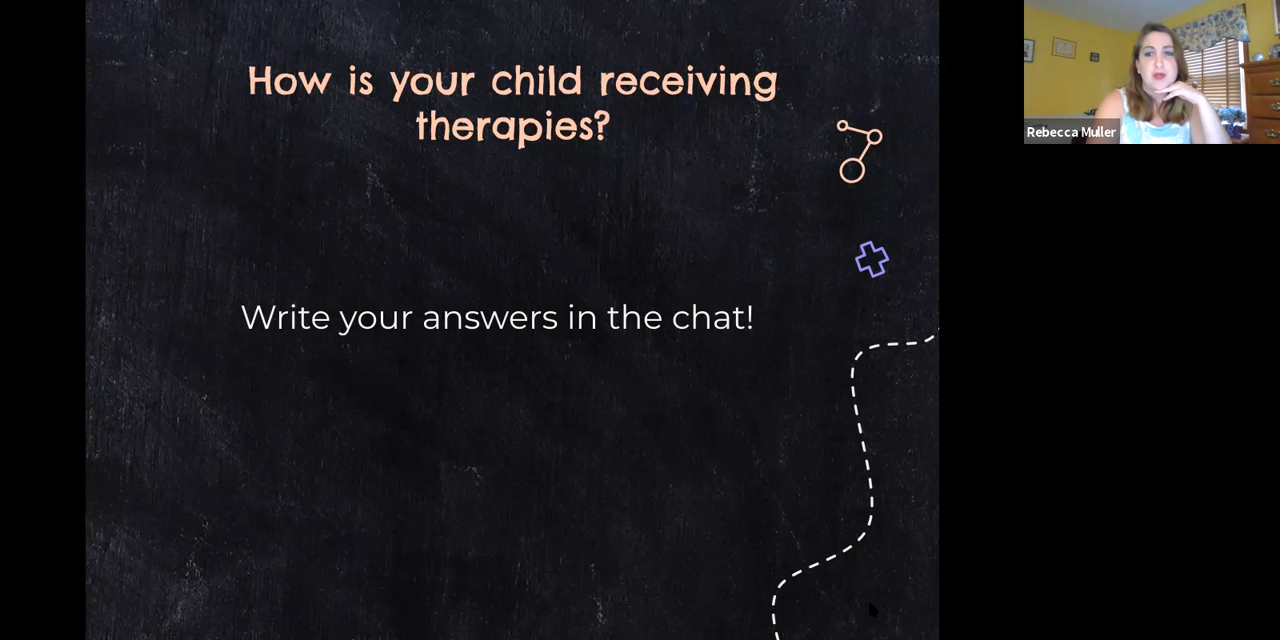 How is your child receiving
therapies?
Write your answers in the chat!
Rebecca Muller